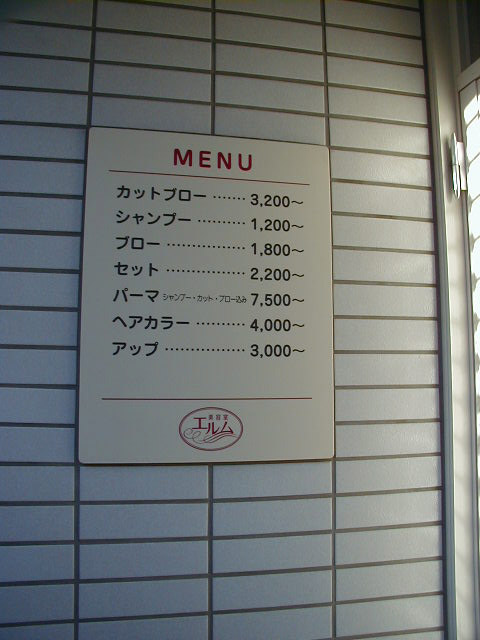 MENU
カットブロー ······· 3,200～
シャンプー ·········· 1,200～
ブロー ················ 1,800～
セット ················ 2,200～
パーマ シャンプー・カット・ブロー込み 7,500～
ヘアカラー ·········· 4,000～
アップ ················ 3,000～
美容室
エルム